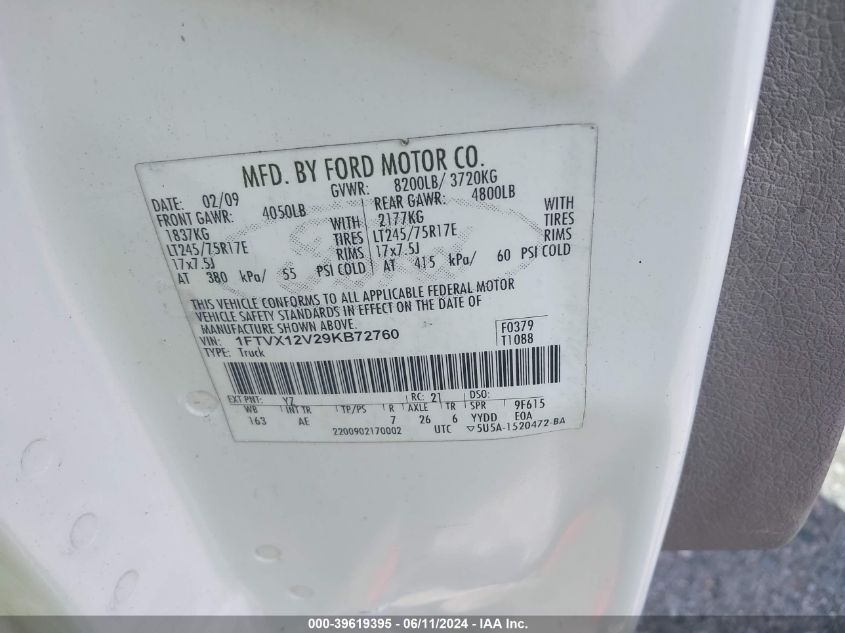 MFD. BY FORD MOTOR CO.
DATE: 02/09 GVWR: 8200LB/ 3720KG
FRONT GAWR: 4050LB REAR GAWR: 4800LB
1837KG WITH 2177KG WITH
LT245/75R17E TIRES LT245/75R17E TIRES
17x7.5J RIMS 17x7.5J RIMS
AT 380 kPa/ 55 PSI COLD AT 415 kPa/ 60 PSI COLD
THIS VEHICLE CONFORMS TO ALL APPLICABLE FEDERAL MOTOR
VEHICLE SAFETY STANDARDS IN EFFECT ON THE DATE OF
MANUFACTURE SHOWN ABOVE.
VIN: 1FTVX12V29KB72760 F0379
TYPE: Truck T1088
EXT PNT: YZ RC: 21 DSO:
WB INT TR TP/PS R AXLE TR SPR 9F615
163 AE 7 26 6 YYDD EOA
2200902170002 UTC ▽5U5A-1520472-BA
000-39619395 - 06/11/2024 - IAA Inc.